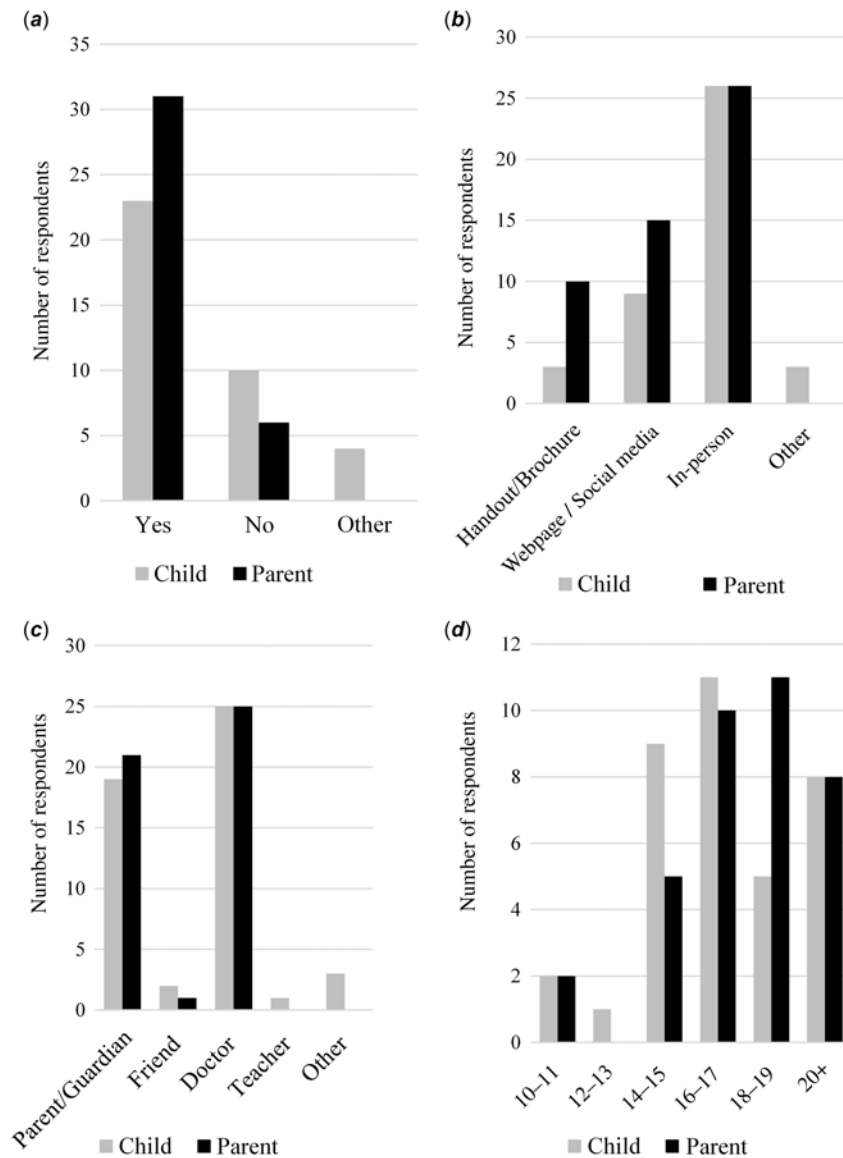 (a)
Number of respondents
35
30
25
20
15
10
5
0
Yes No Other
Child Parent
(b)
Number of respondents
30
25
20
15
10
5
0
Handout/Brochure
Webpage / Social media
In-person
Other
Child Parent
(c)
Number of respondents
30
25
20
15
10
5
0
Parent/Guardian
Friend
Doctor
Teacher
Other
Child Parent
(d)
Number of respondents
12
10
8
6
4
2
0
10–11
12–13
14–15
16–17
18–19
20+
Child Parent